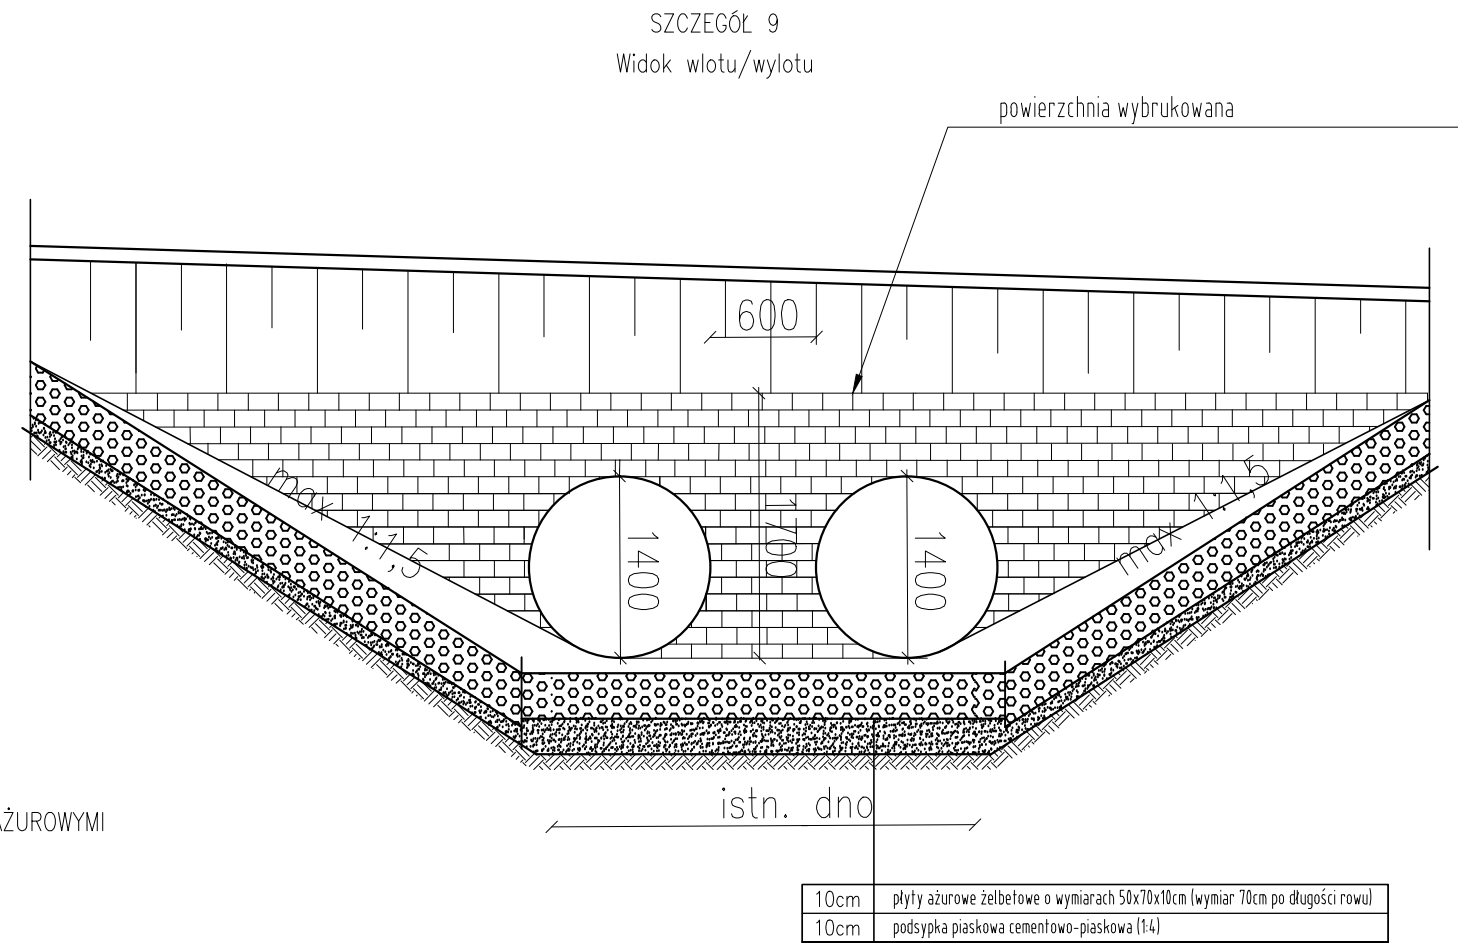 SZCZEGÓŁ 9
Widok wlotu/wylotu
powierzchnia wybrukowana
600
max 1:1,5
1400
1700
1400
max 1:1,5
istn. dno
AŻUROWYMI
10cm płyty ażurowe żelbetowe o wymiarach 50x70x10cm (wymiar 70cm po długości rowu)
10cm podsypka piaskowa cementowo-piaskowa (1:4)